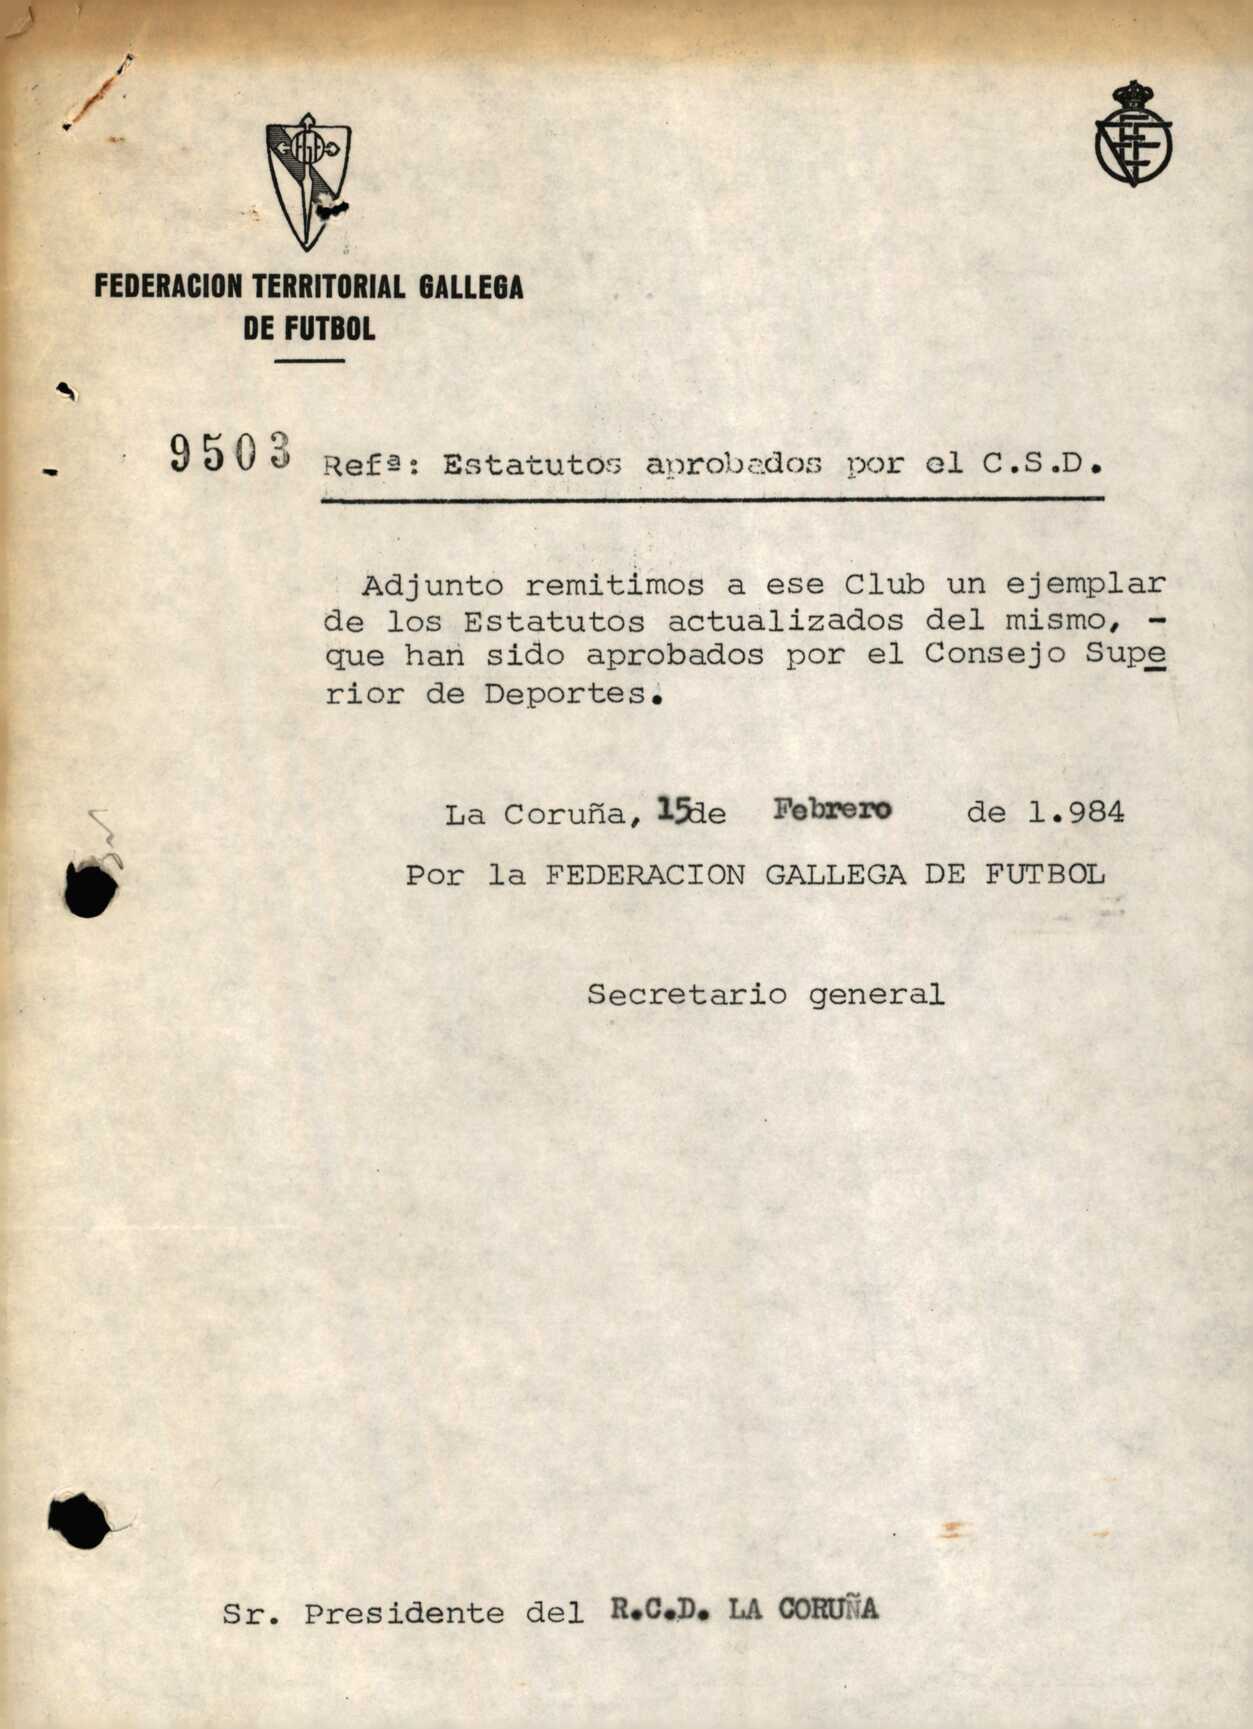 FEDERACION TERRITORIAL GALLEGA
DE FUTBOL
9503 Refª: Estatutos aprobados por el C.S.D.
Adjunto remitimos a ese Club un ejemplar
de los Estatutos actualizados del mismo, -
que han sido aprobados por el Consejo Supe
rior de Deportes.
La Coruña, 15 de Febrero de 1.984
Por la FEDERACION GALLEGA DE FUTBOL
Secretario general
Sr. Presidente del R.C.D. LA CORUÑA